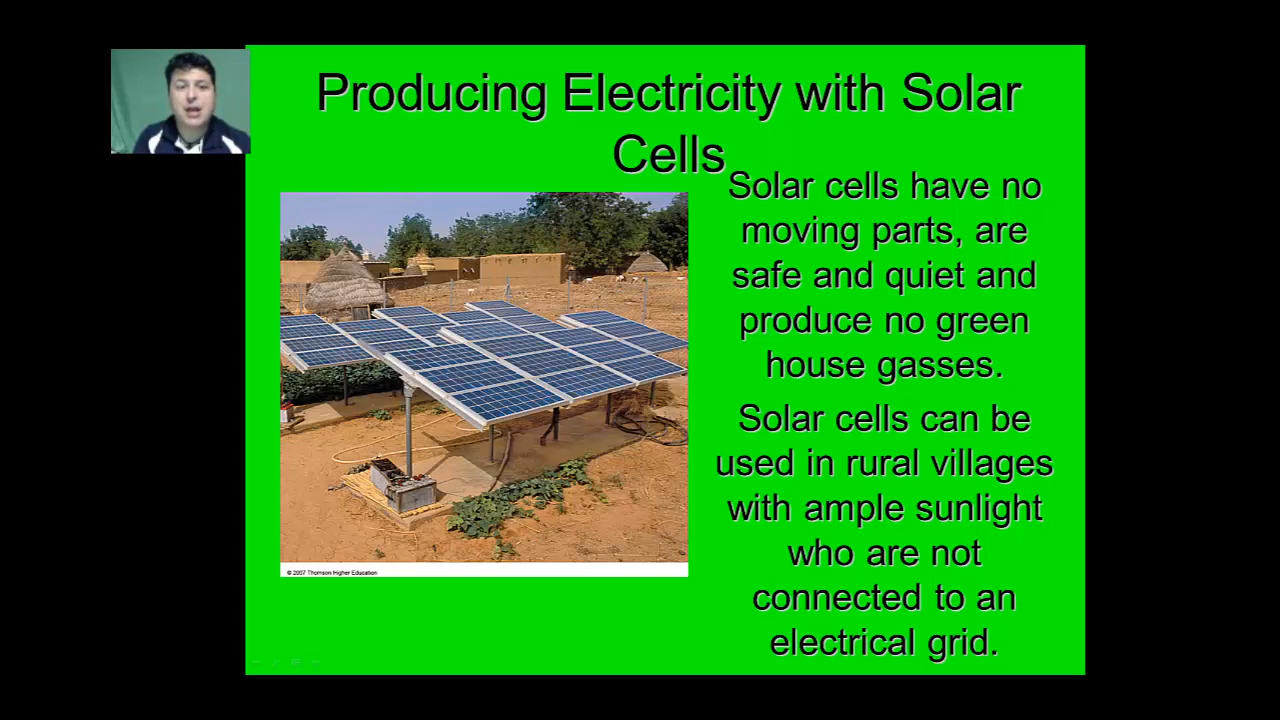 Producing Electricity with Solar
Cells
Solar cells have no
moving parts, are
safe and quiet and
produce no green
house gasses.
Solar cells can be
used in rural villages
with ample sunlight
who are not
connected to an
electrical grid.
© 2007 Thomson Higher Education